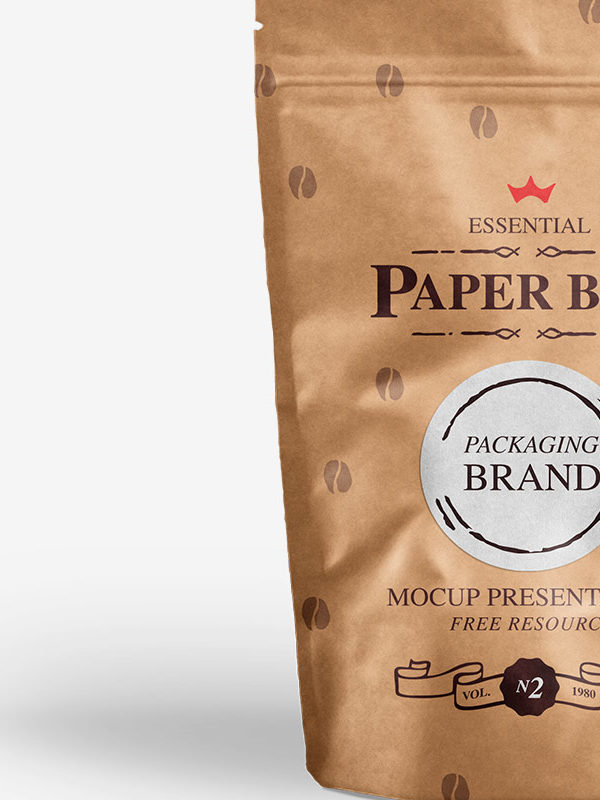 ESSENTIAL
PAPER B
PACKAGING
BRAND
MOCUP PRESENT
FREE RESOURC
VOL. N2 1980